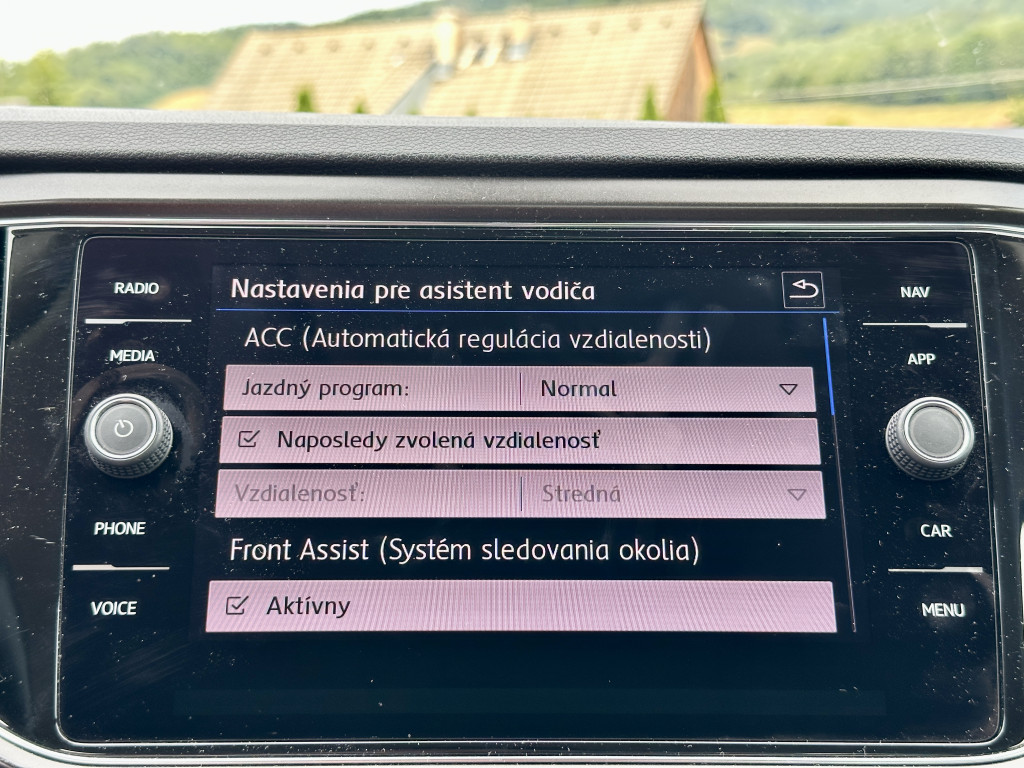 RADIO
MEDIA
PHONE
VOICE
Nastavenia pre asistent vodiča
ACC (Automatická regulácia vzdialenosti)
Jazdný program: Normal
Naposledy zvolená vzdialenosť
Vzdialenosť: Stredná
Front Assist (Systém sledovania okolia)
Aktívny
NAV
APP
CAR
MENU